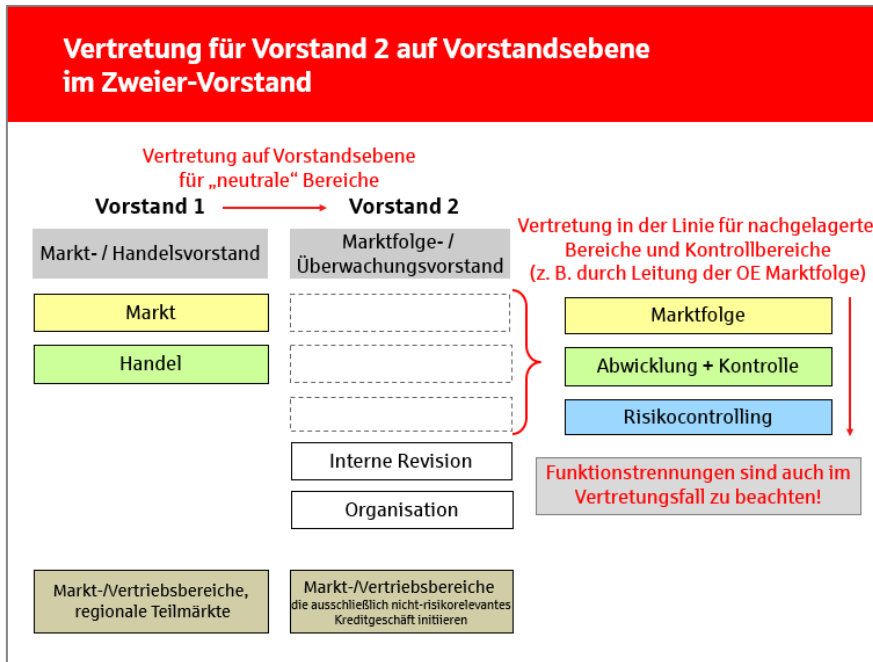 Vertretung für Vorstand 2 auf Vorstandsebene
im Zweier-Vorstand
Vertretung auf Vorstandsebene
für „neutrale“ Bereiche
Vorstand 1
Vorstand 2
Markt- / Handelsvorstand
Marktfolge- /
Überwachungsvorstand
Vertretung in der Linie für nachgelagerte
Bereiche und Kontrollbereiche
(z. B. durch Leitung der OE Marktfolge)
Markt
Handel
Marktfolge
Abwicklung + Kontrolle
Risikocontrolling
Interne Revision
Organisation
Funktionstrennungen sind auch im
Vertretungsfall zu beachten!
Markt-/Vertriebsbereiche,
regionale Teilmärkte
Markt-/Vertriebsbereiche
die ausschließlich nicht-risikorelevantes
Kreditgeschäft initiieren